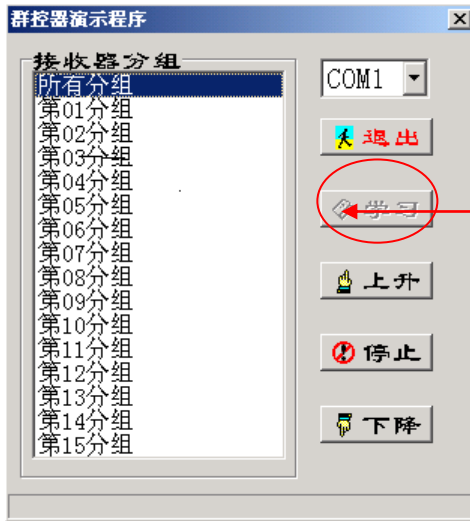 群控器演示程序
接收器分组
所有分组
第01分组
第02分组
第03分组
第04分组
第05分组
第06分组
第07分组
第08分组
第09分组
第10分组
第11分组
第12分组
第13分组
第14分组
第15分组
COM1
退出
学习
上升
停止
下降